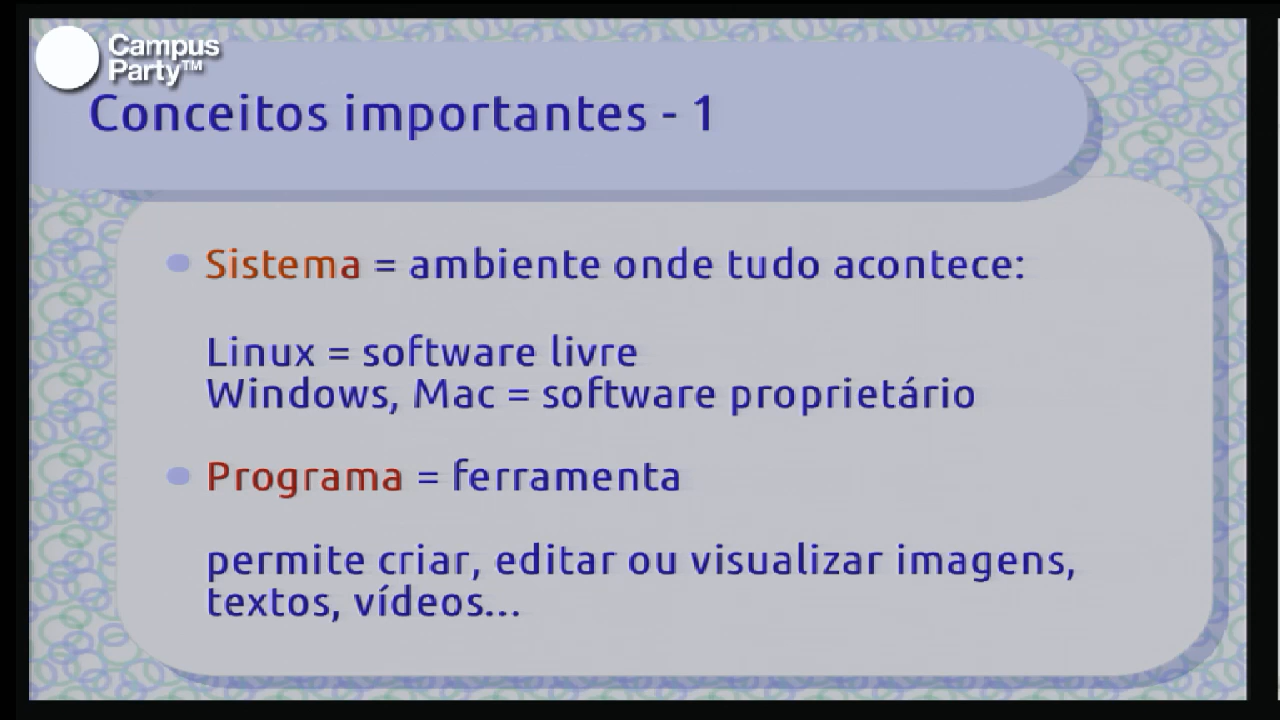 Campus
Party™
Conceitos importantes - 1
Sistema = ambiente onde tudo acontece:
Linux = software livre
Windows, Mac = software proprietário
Programa = ferramenta
permite criar, editar ou visualizar imagens,
textos, vídeos...